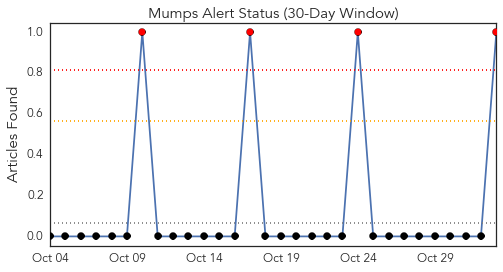 Mumps Alert Status (30-Day Window)
Articles Found
1.0
0.8
0.6
0.4
0.2
0.0
Oct 04 Oct 09 Oct 14 Oct 19 Oct 24 Oct 29